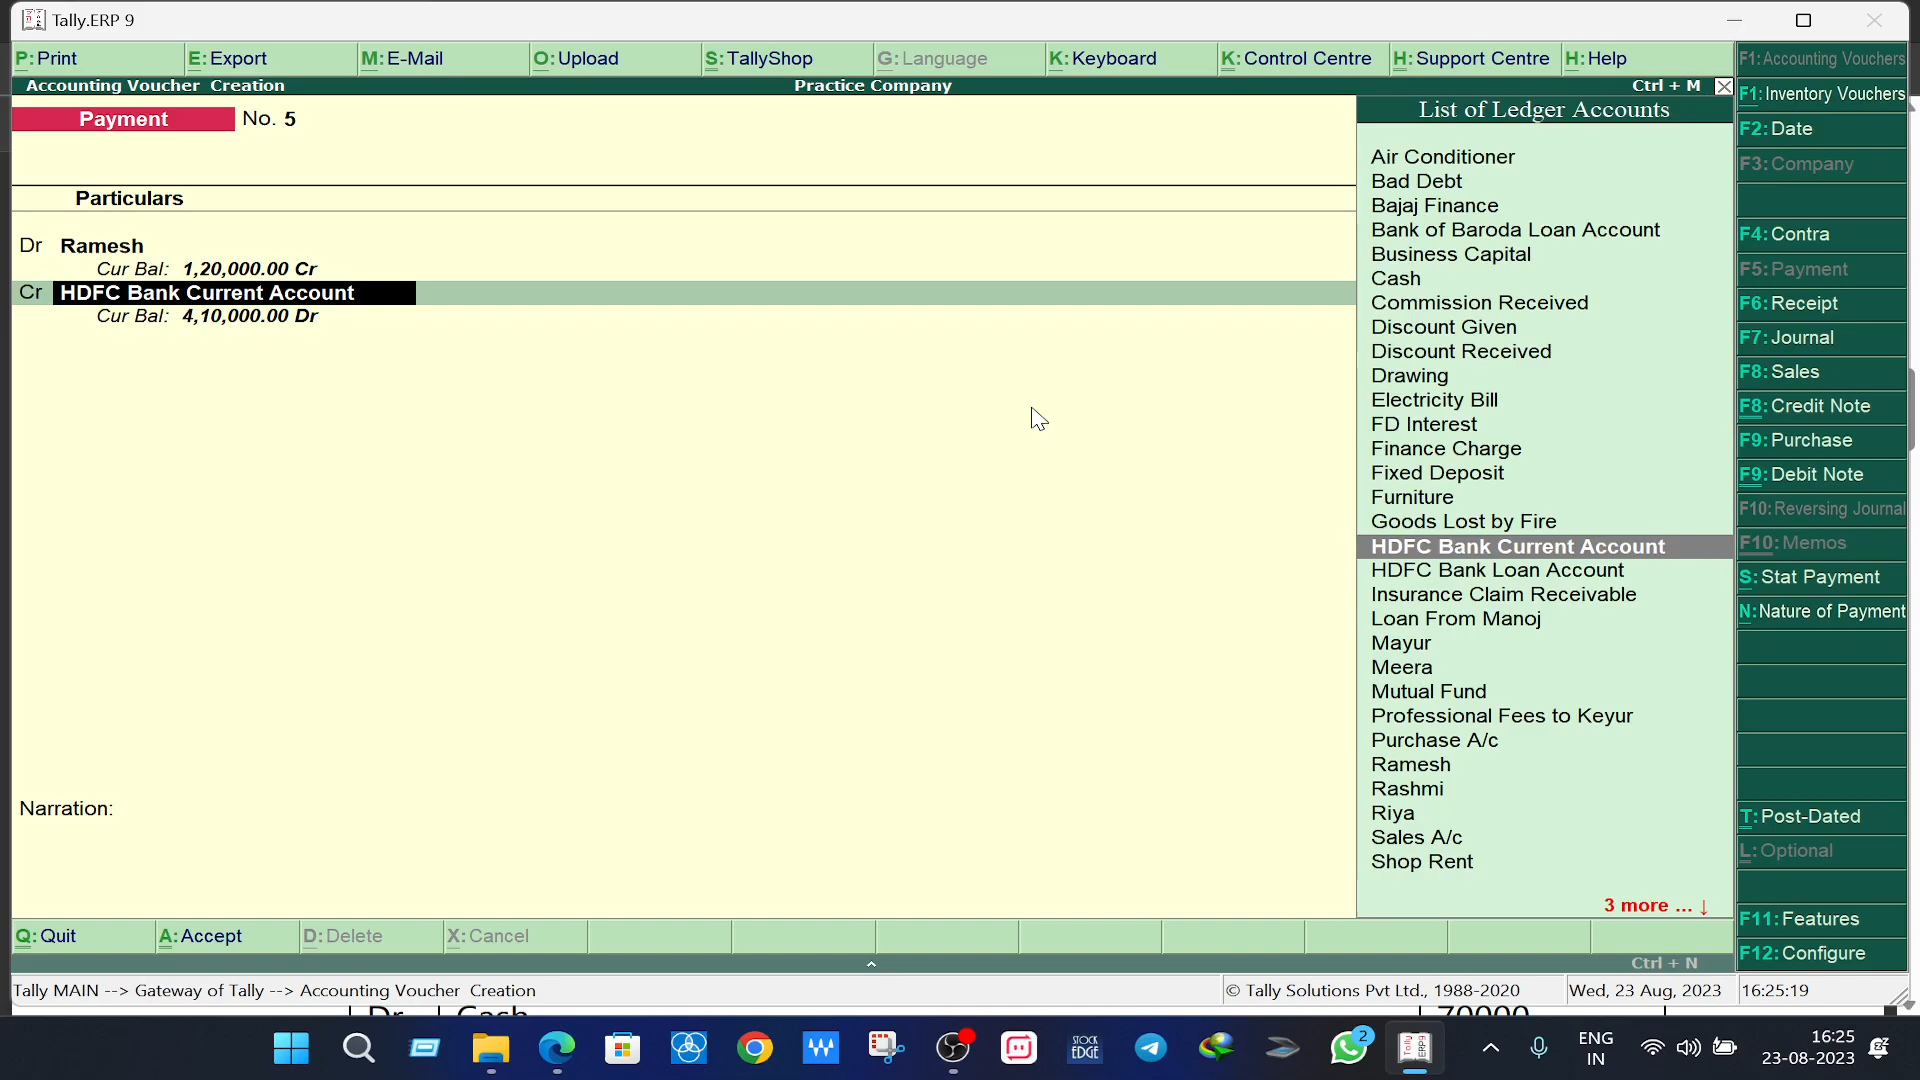 Tally.ERP 9
P: Print E: Export M: E-Mail O: Upload S: TallyShop G: Language K: Keyboard K: Control Centre H: Support Centre H: Help
Accounting Voucher Creation Practice Company Ctrl + M
Payment No. 5
Particulars
Dr Ramesh
Cur Bal: 1,20,000.00 Cr
Cr HDFC Bank Current Account
Cur Bal: 4,10,000.00 Dr
Narration:
List of Ledger Accounts
Air Conditioner
Bad Debt
Bajaj Finance
Bank of Baroda Loan Account
Business Capital
Cash
Commission Received
Discount Given
Discount Received
Drawing
Electricity Bill
FD Interest
Finance Charge
Fixed Deposit
Furniture
Goods Lost by Fire
HDFC Bank Current Account
HDFC Bank Loan Account
Insurance Claim Receivable
Loan From Manoj
Mayur
Meera
Mutual Fund
Professional Fees to Keyur
Purchase A/c
Ramesh
Rashmi
Riya
Sales A/c
Shop Rent
3 more ... ↓
F1: Accounting Vouchers
F1: Inventory Vouchers
F2: Date
F3: Company
F4: Contra
F5: Payment
F6: Receipt
F7: Journal
F8: Sales
F8: Credit Note
F9: Purchase
F9: Debit Note
F10: Reversing Journal
F10: Memos
S: Stat Payment
N: Nature of Payment
T: Post-Dated
L: Optional
F11: Features
F12: Configure
Q: Quit A: Accept D: Delete X: Cancel
Ctrl + N
Tally MAIN --> Gateway of Tally --> Accounting Voucher Creation © Tally Solutions Pvt Ltd., 1988-2020 Wed, 23 Aug, 2023 16:25:19
Dr Cash 70000
STOCK EDGE
2
Tally
ERP9
ENG
IN
16:25
23-08-2023